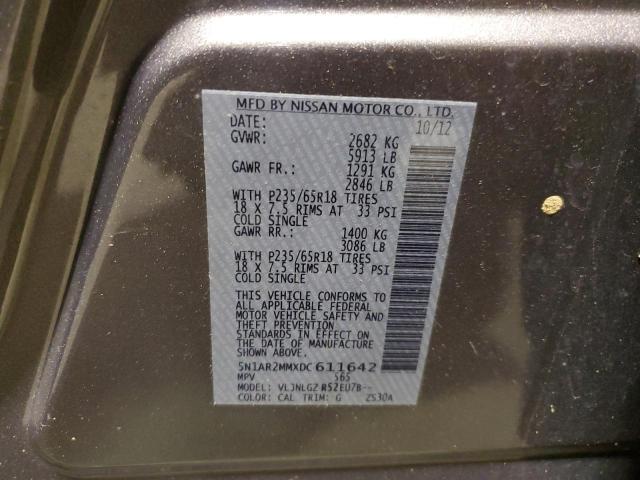 MFD BY NISSAN MOTOR CO., LTD.
DATE: 10/12
GVWR: 2682 KG
5913 LB
GAWR FR.: 1291 KG
2846 LB
WITH P235/65R18 TIRES
18 X 7.5 RIMS AT 33 PSI
COLD SINGLE
GAWR RR.: 1400 KG
3086 LB
WITH P235/65R18 TIRES
18 X 7.5 RIMS AT 33 PSI
COLD SINGLE
THIS VEHICLE CONFORMS TO
ALL APPLICABLE FEDERAL
MOTOR VEHICLE SAFETY AND
THEFT PREVENTION
STANDARDS IN EFFECT ON
THE DATE OF MANUFACTURE
SHOWN ABOVE.
5N1AR2MMXDC 611642
MPV 565
MODEL: VLJNLGZ R52EU7B--
COLOR: CAL TRIM: G ZS30A